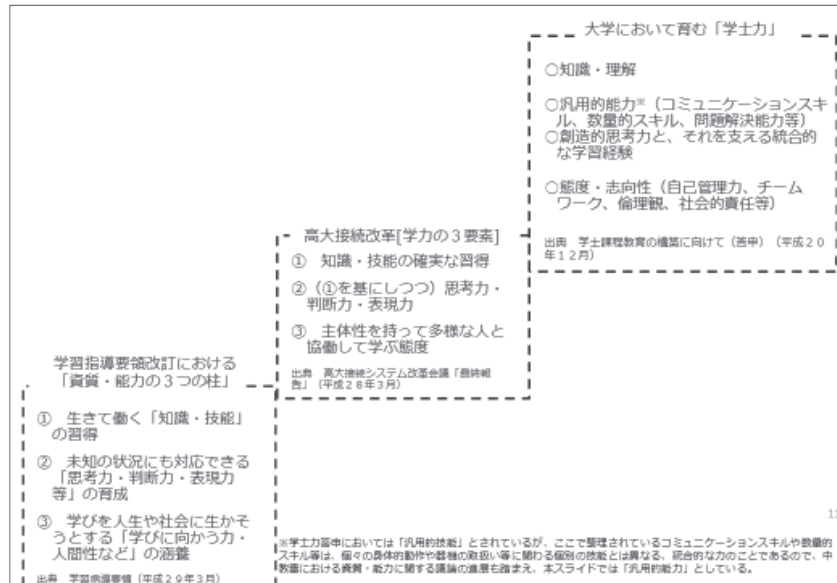 大学において育む「学士力」
○知識・理解
○汎用的能力※（コミュニケーションスキ
ル、数量的スキル、問題解決能力等）
○創造的思考力と、それを支える統合的
な学習経験
○態度・志向性（自己管理力、チーム
ワーク、倫理観、社会的責任等）
出典　学士課程教育の構築に向けて（答申）（平成２０
年１２月）
高大接続改革[学力の３要素]
①　知識・技能の確実な習得
②（①を基にしつつ）思考力・
判断力・表現力
③　主体性を持って多様な人と
協働して学ぶ態度
出典　高大接続システム改革会議「最終報
告」（平成２８年３月）
学習指導要領改訂における
「資質・能力の３つの柱」
①　生きて働く「知識・技能」
の習得
②　未知の状況にも対応できる
「思考力・判断力・表現力
等」の育成
③　学びを人生や社会に生かそ
うとする「学びに向かう力・
人間性など」の涵養
出典　学習指導要領（平成２９年３月）
※学士力答申においては「汎用的技能」とされているが、ここで整理されているコミュニケーションスキルや数量的
スキル等は、個々の身体的動作や器機の取扱い等に関わる個別の技能とは異なる、統合的な力のことであるので、中
教審における資質・能力に関する議論の進展も踏まえ、本スライドでは「汎用的能力」としている。